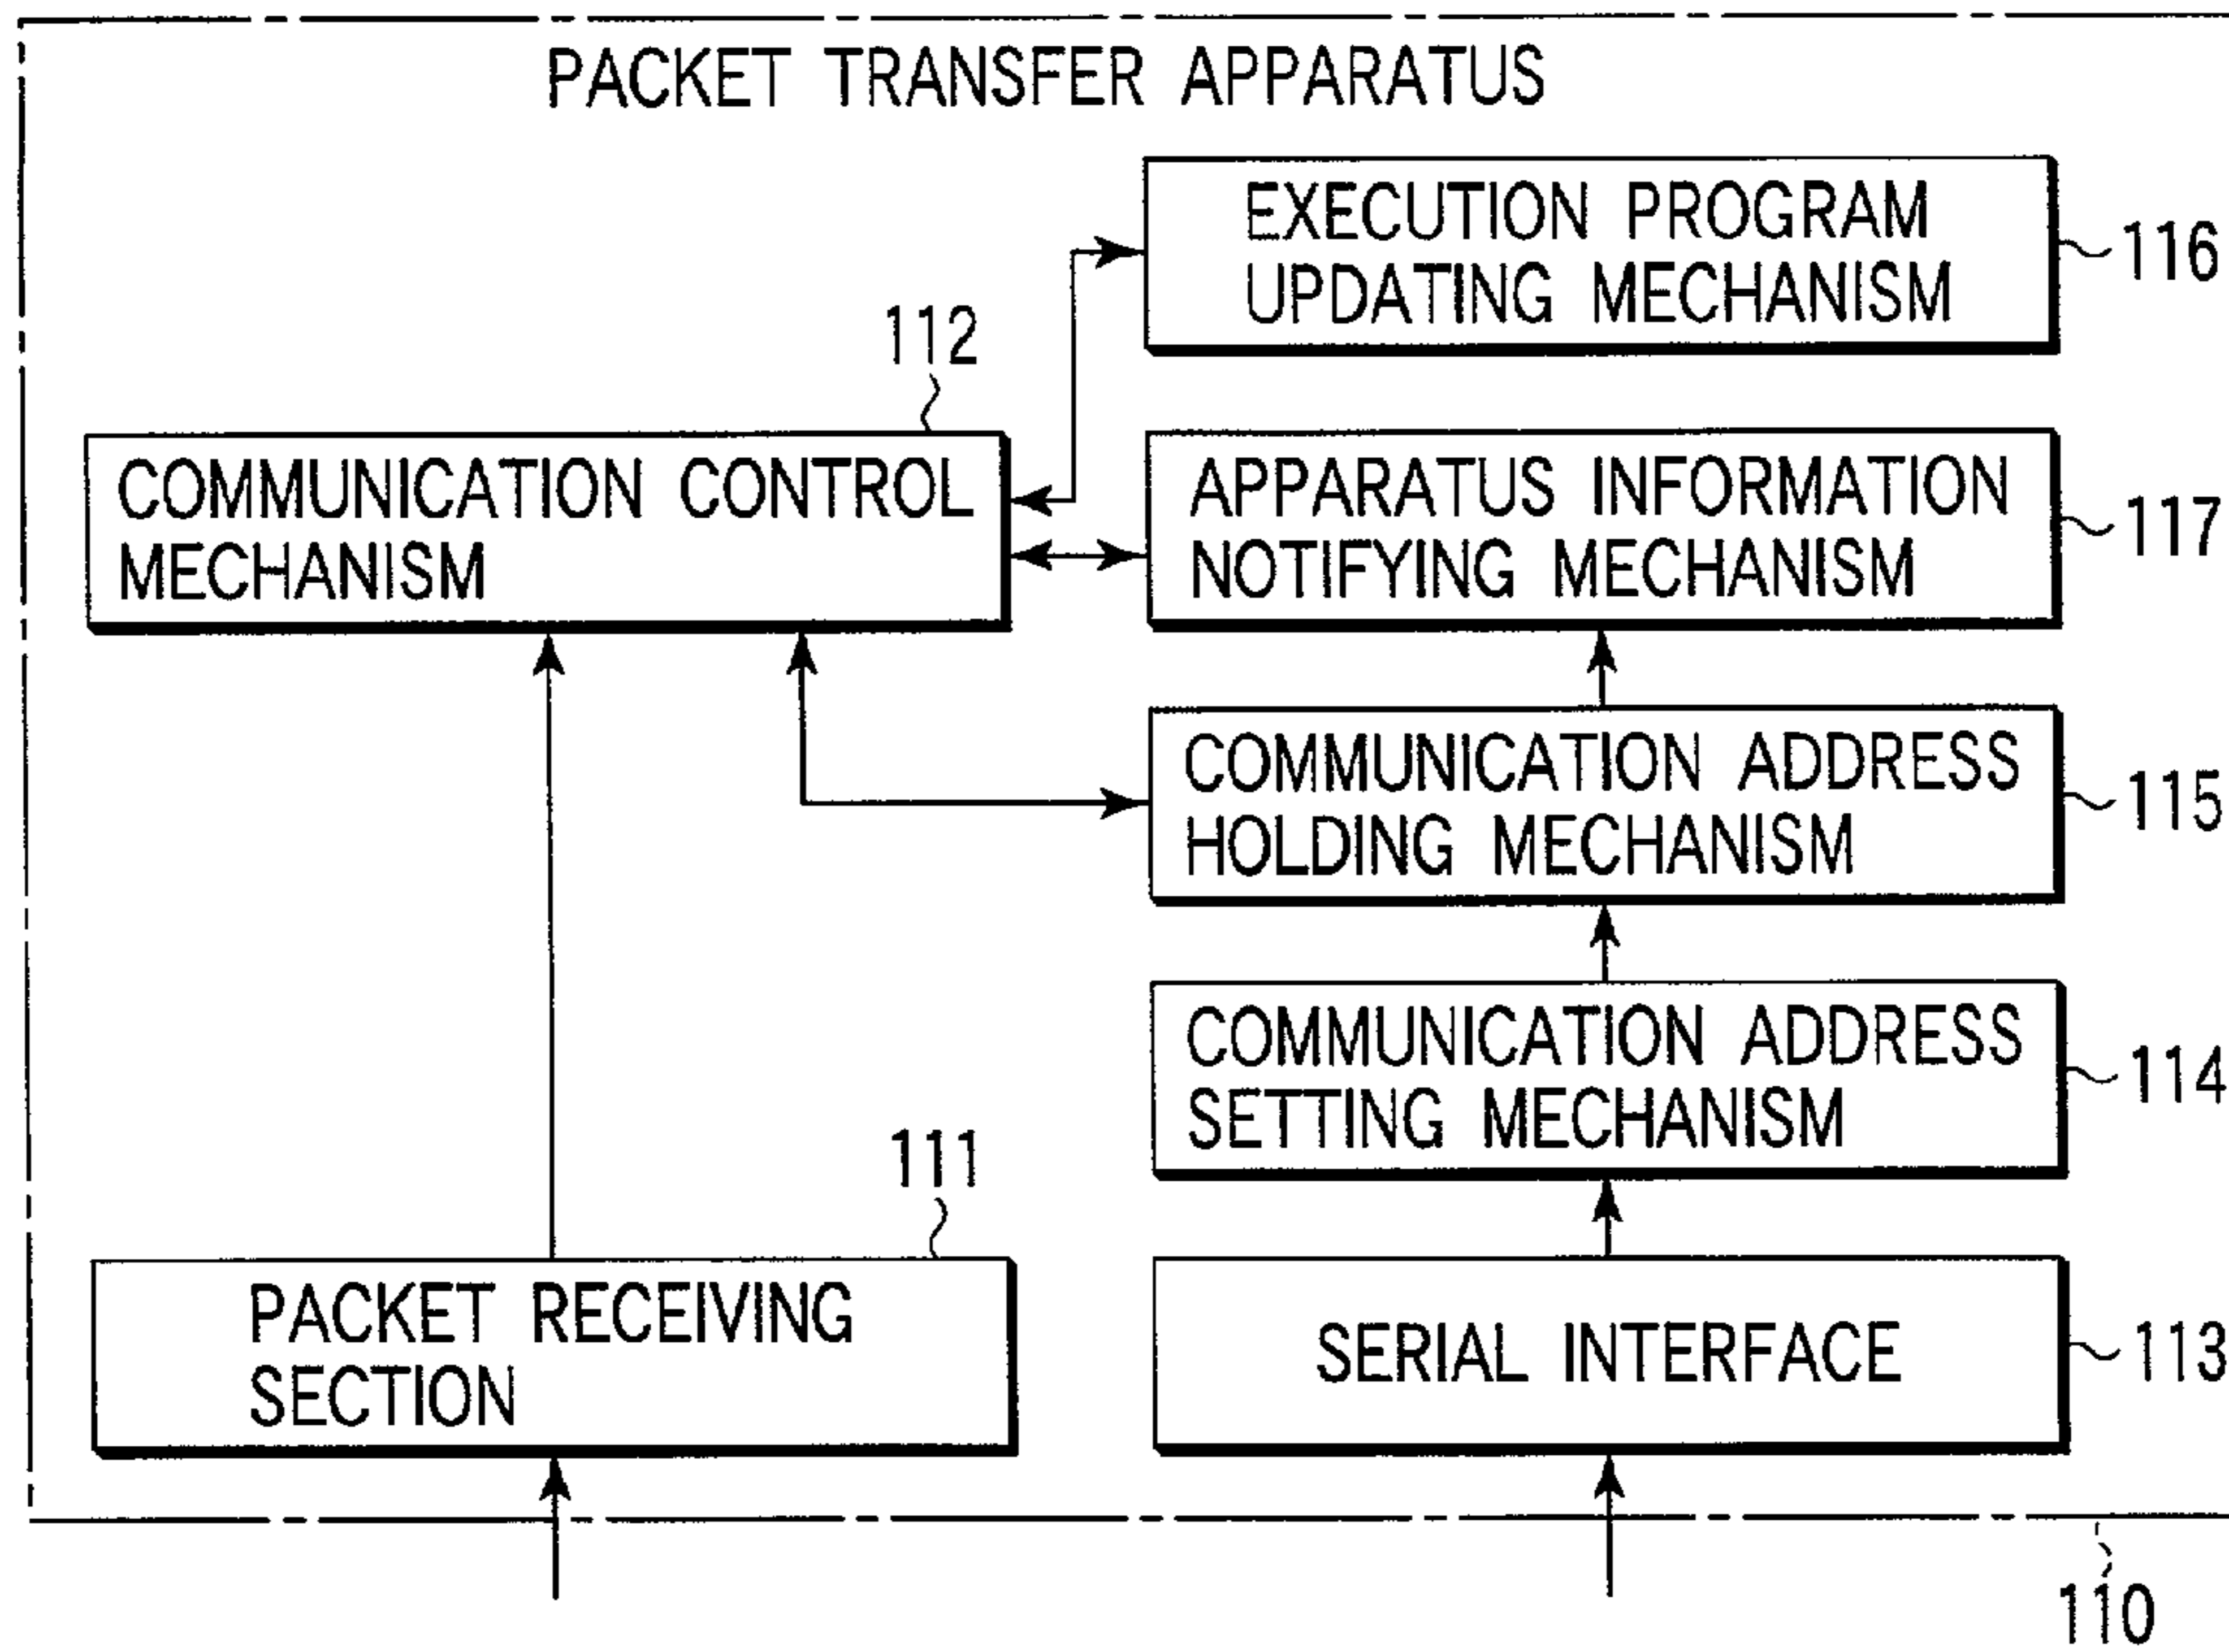 PACKET TRANSFER APPARATUS
EXECUTION PROGRAM
UPDATING MECHANISM
116
112
COMMUNICATION CONTROL
MECHANISM
APPARATUS INFORMATION
NOTIFYING MECHANISM
117
COMMUNICATION ADDRESS
HOLDING MECHANISM
115
COMMUNICATION ADDRESS
SETTING MECHANISM
114
111
PACKET RECEIVING
SECTION
SERIAL INTERFACE
113
110